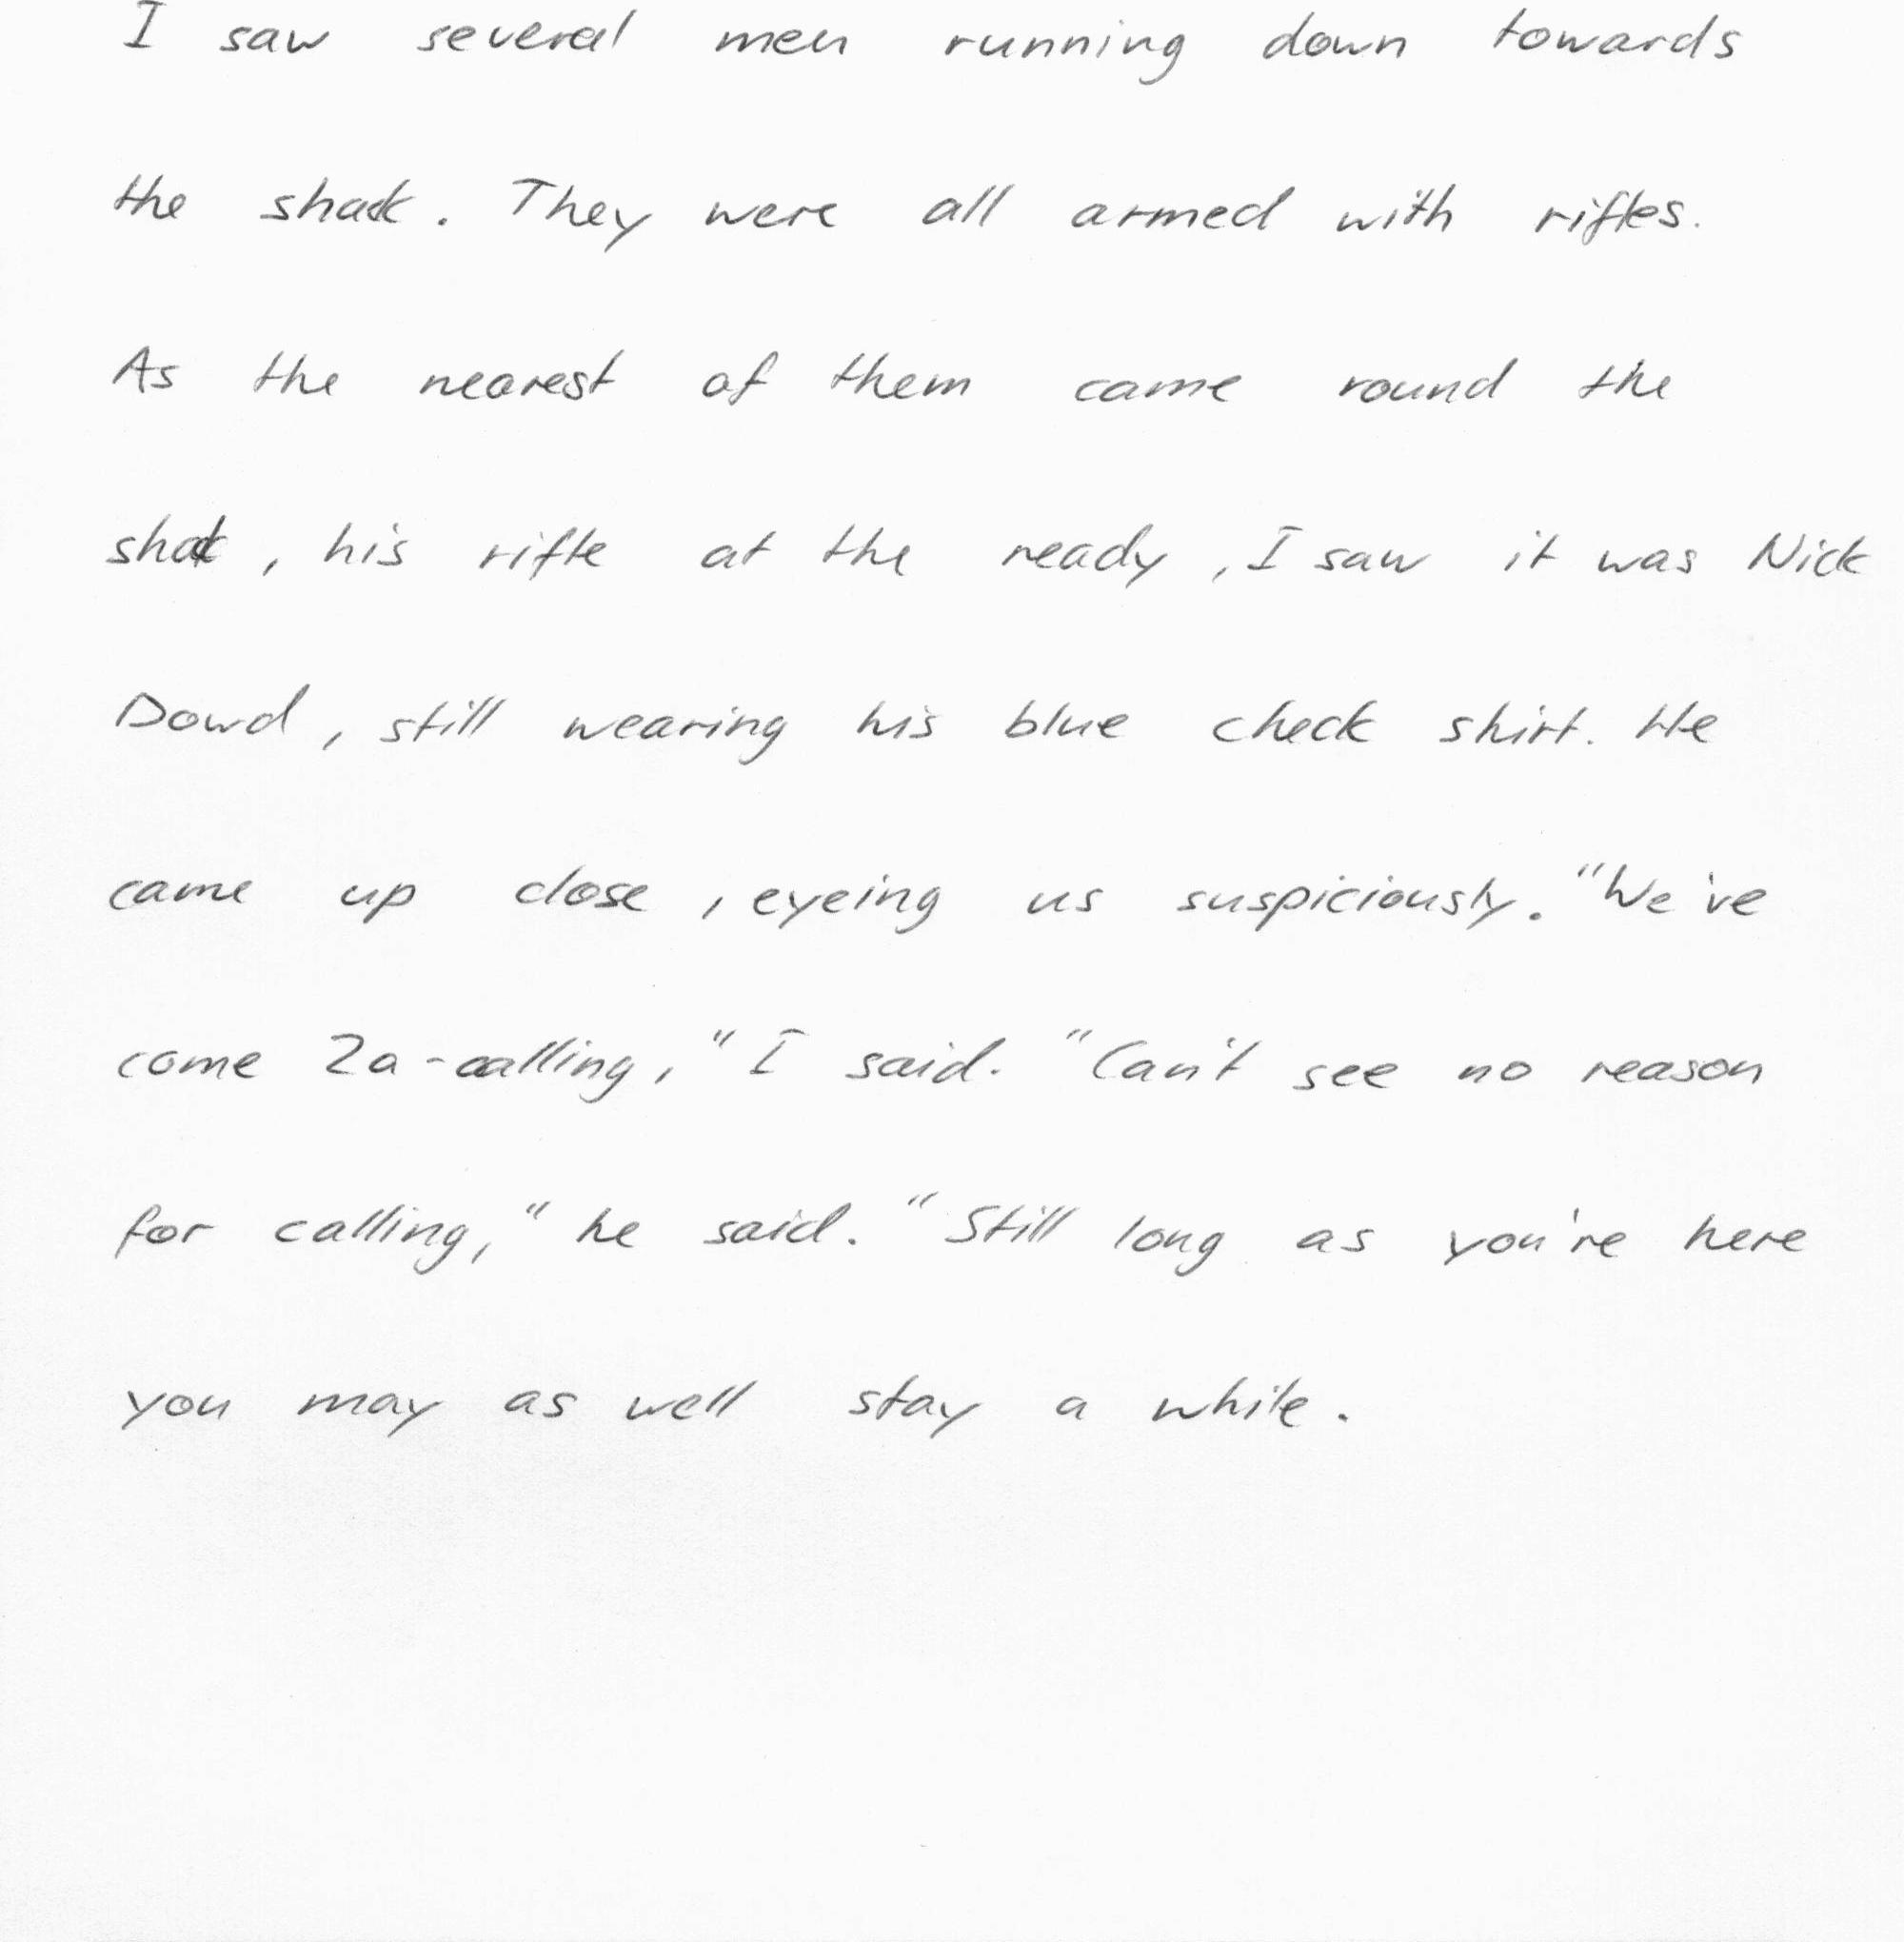 I saw several men running down towards
the shack. They were all armed with rifles.
As the nearest of them came round the
shack, his rifle at the ready, I saw it was Nick
Dowd, still wearing his blue check shirt. He
came up close, eyeing us suspiciously. "We've
come 2a-calling," I said. "Can't see no reason
for calling," he said. "Still long as you're here
you may as well stay a while.